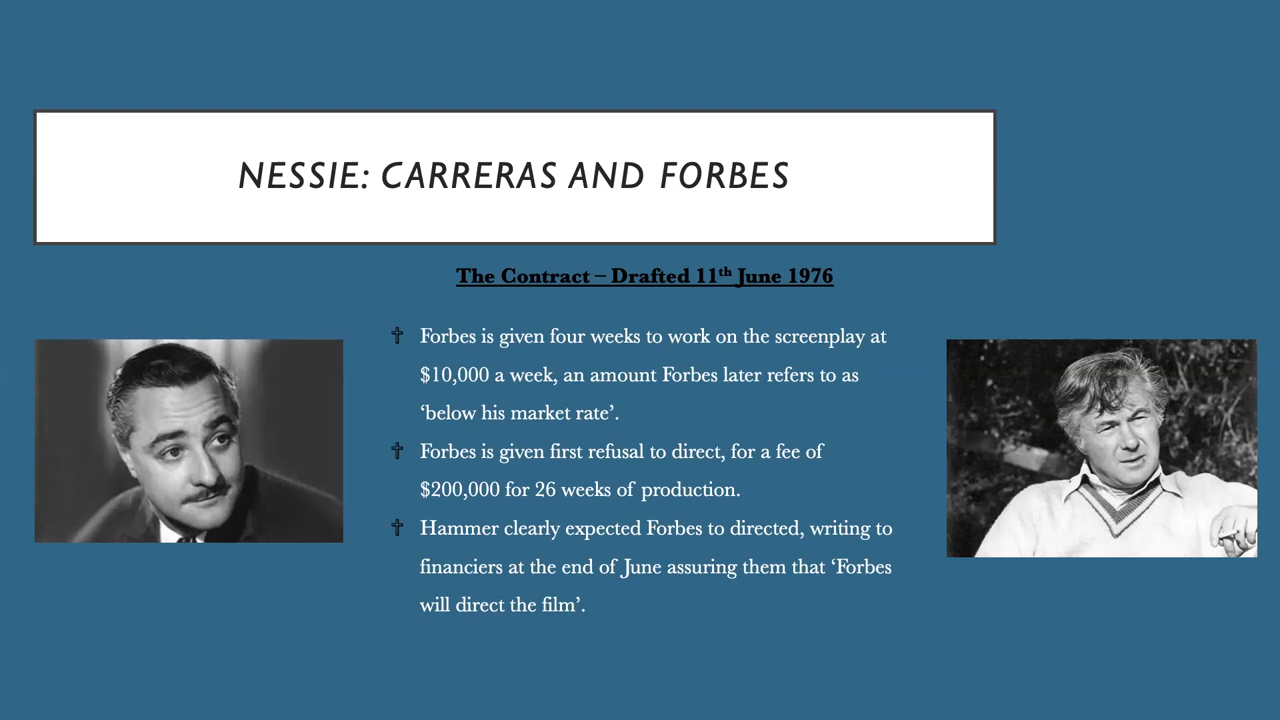 NESSIE: CARRERAS AND FORBES
The Contract – Drafted 11th June 1976
✝ Forbes is given four weeks to work on the screenplay at
$10,000 a week, an amount Forbes later refers to as
‘below his market rate’.
✝ Forbes is given first refusal to direct, for a fee of
$200,000 for 26 weeks of production.
✝ Hammer clearly expected Forbes to directed, writing to
financiers at the end of June assuring them that ‘Forbes
will direct the film’.